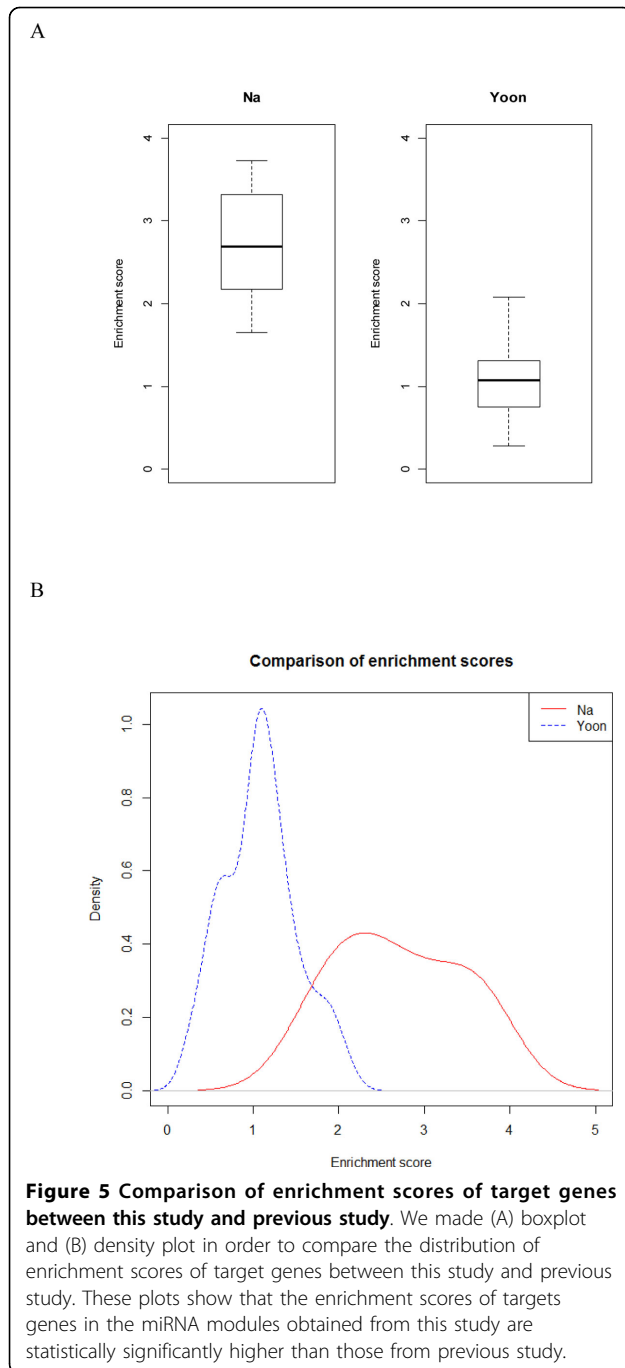 A
Na
Yoon
Enrichment score
4
3
2
1
0
Enrichment score
4
3
2
1
0
B
Comparison of enrichment scores
Na
Yoon
Density
1.0
0.8
0.6
0.4
0.2
0.0
0 1 2 3 4 5
Enrichment score
Figure 5 Comparison of enrichment scores of target genes
between this study and previous study. We made (A) boxplot
and (B) density plot in order to compare the distribution of
enrichment scores of target genes between this study and previous
study. These plots show that the enrichment scores of targets
genes in the miRNA modules obtained from this study are
statistically significantly higher than those from previous study.